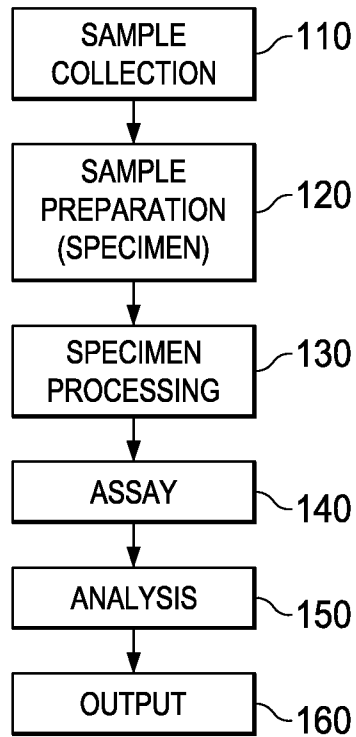 SAMPLE
COLLECTION
110
SAMPLE
PREPARATION
(SPECIMEN)
120
SPECIMEN
PROCESSING
130
ASSAY
140
ANALYSIS
150
OUTPUT
160